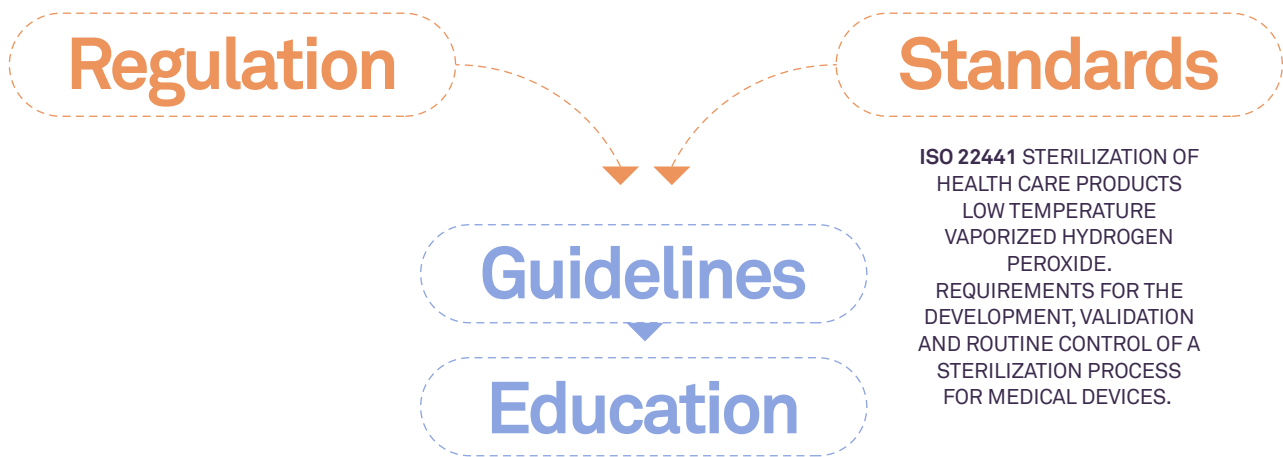 Regulation
Standards
ISO 22441 STERILIZATION OF
HEALTH CARE PRODUCTS
LOW TEMPERATURE
VAPORIZED HYDROGEN
PEROXIDE.
REQUIREMENTS FOR THE
DEVELOPMENT, VALIDATION
AND ROUTINE CONTROL OF A
STERILIZATION PROCESS
FOR MEDICAL DEVICES.
Guidelines
Education